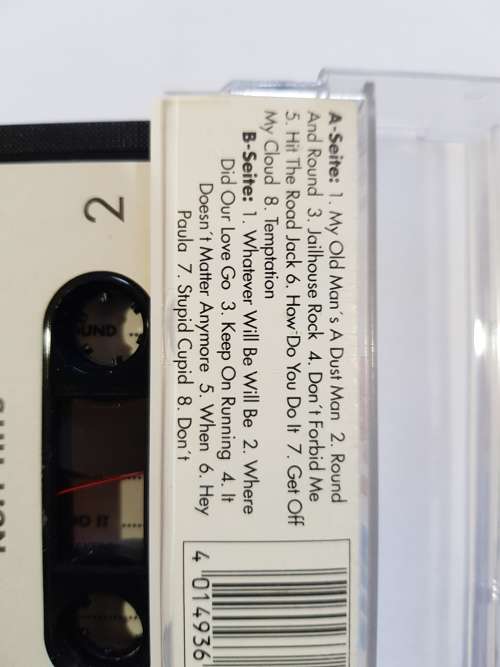 A-Seite: 1. My Old Man´s A Dust Man 2. Round
And Round 3. Jailhouse Rock 4. Don´t Forbid Me
5. Hit The Road Jack 6. How Do You Do It 7. Get Off
My Cloud 8. Temptation
B-Seite: 1. Whatever Will Be Will Be 2. Where
Did Our Love Go 3. Keep On Running 4. It
Doesn´t Matter Anymore 5. When 6. Hey
Paula 7. Stupid Cupid 8. Don´t
4 014936
2